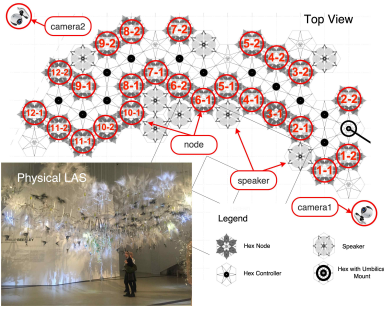 camera2
Top View
9-2
8-2
7-2
5-2
4-2
3-2
12-2
9-1
8-1
7-1
6-2
5-1
2-2
12-1
11-2
10-2
10-1
6-1
4-1
3-1
2-1
11-1
1-2
1-1
node
speaker
camera1
Physical LAS
Legend
Hex Node
Speaker
Hex Controller
Hex with Umbilics
Mount